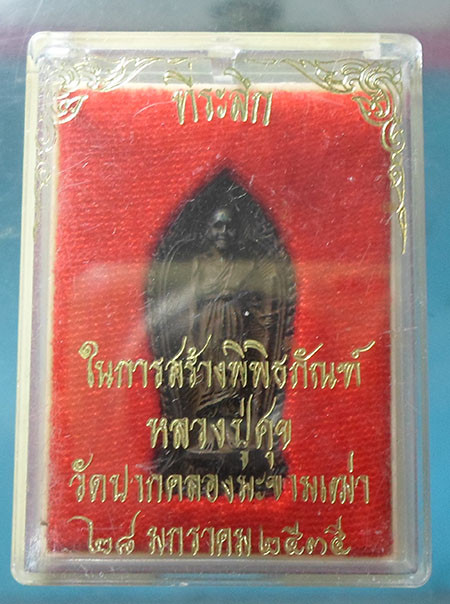 ที่ระลึก
ในการสร้างพิพิธภัณฑ์
หลวงปู่ศุข
วัดปากคลองมะขามเฒ่า
๒๘ มกราคม ๒๕๓๕